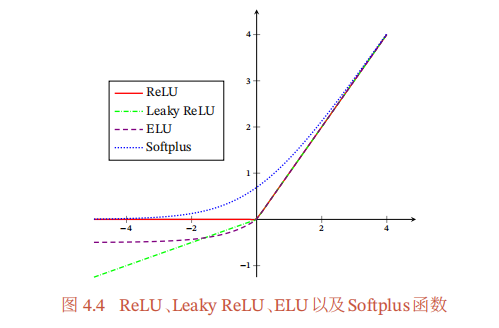 4
3
2
1
−1
−4
−2
2
4
ReLU
Leaky ReLU
ELU
Softplus
图 4.4 ReLU、Leaky ReLU、ELU 以及 Softplus 函数